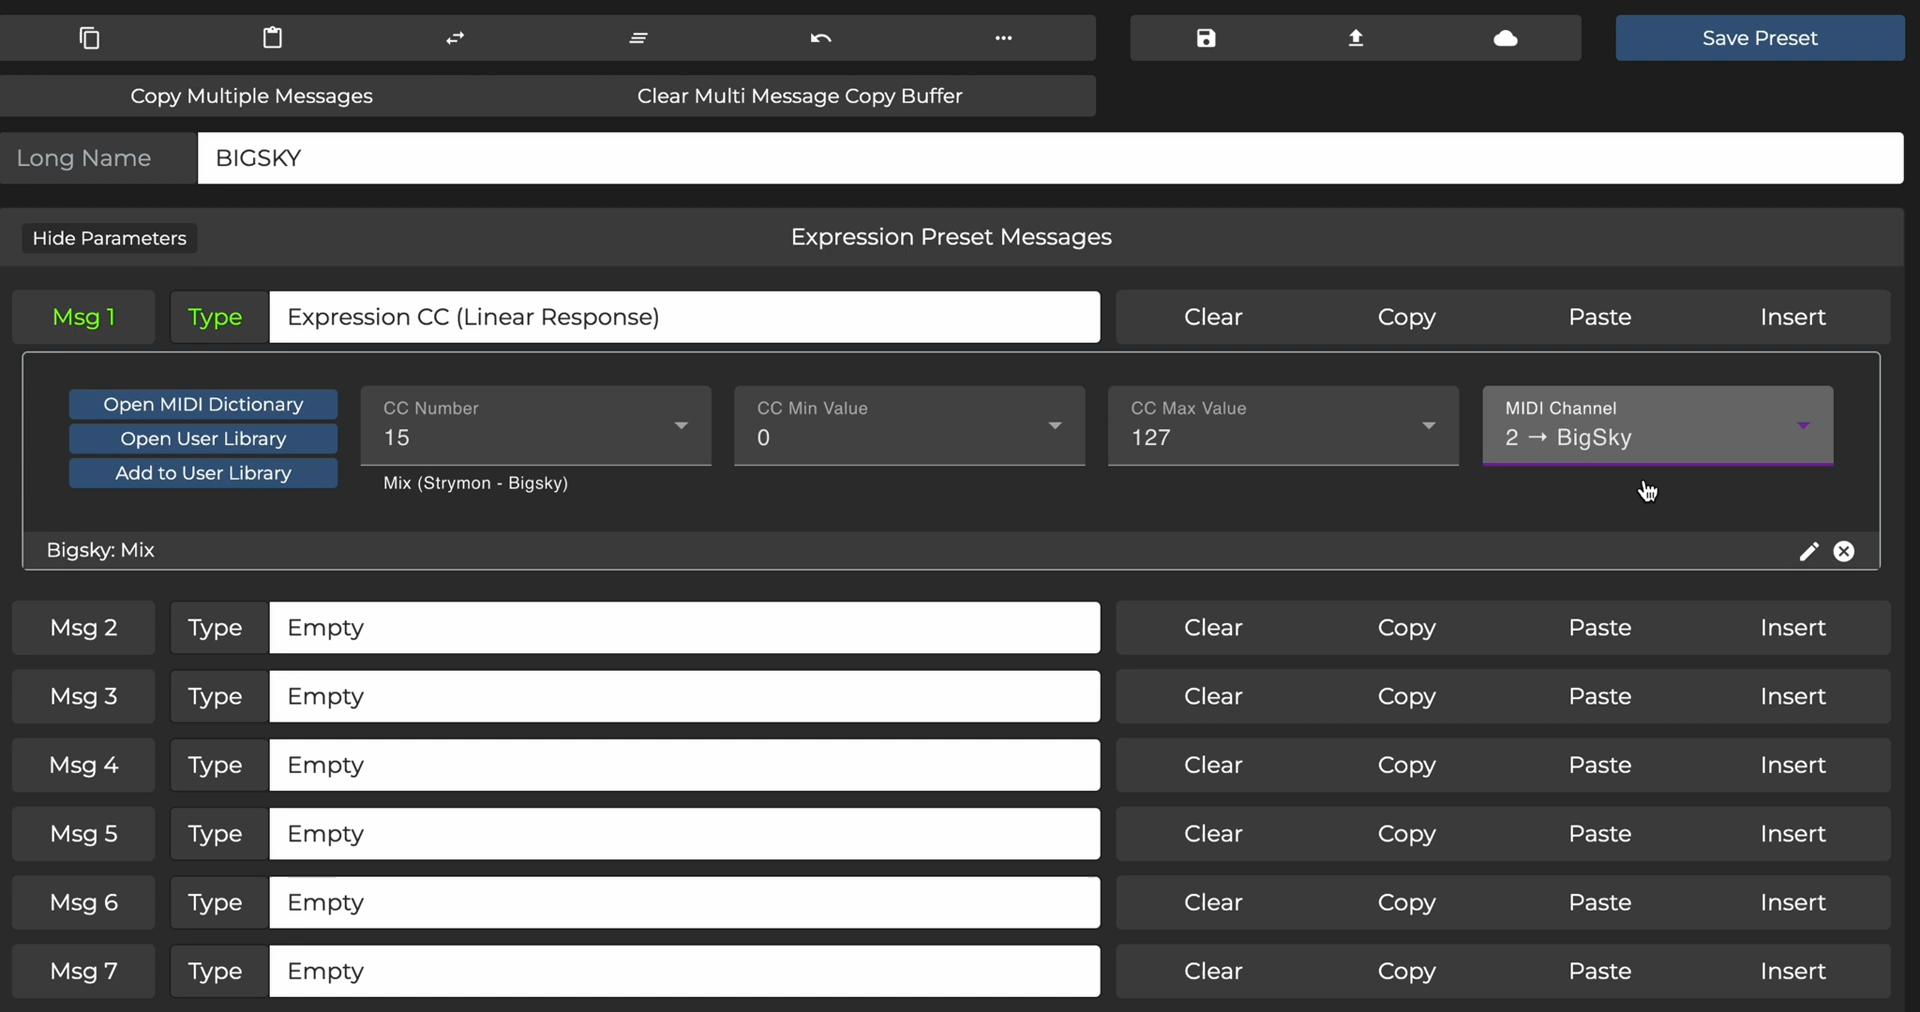 Save Preset
Copy Multiple Messages Clear Multi Message Copy Buffer
Long Name BIGSKY
Hide Parameters Expression Preset Messages
Msg 1 Type Expression CC (Linear Response) Clear Copy Paste Insert
Open MIDI Dictionary
Open User Library
Add to User Library
CC Number
15
Mix (Strymon - Bigsky)
CC Min Value
0
CC Max Value
127
MIDI Channel
2 → BigSky
Bigsky: Mix
Msg 2 Type Empty Clear Copy Paste Insert
Msg 3 Type Empty Clear Copy Paste Insert
Msg 4 Type Empty Clear Copy Paste Insert
Msg 5 Type Empty Clear Copy Paste Insert
Msg 6 Type Empty Clear Copy Paste Insert
Msg 7 Type Empty Clear Copy Paste Insert